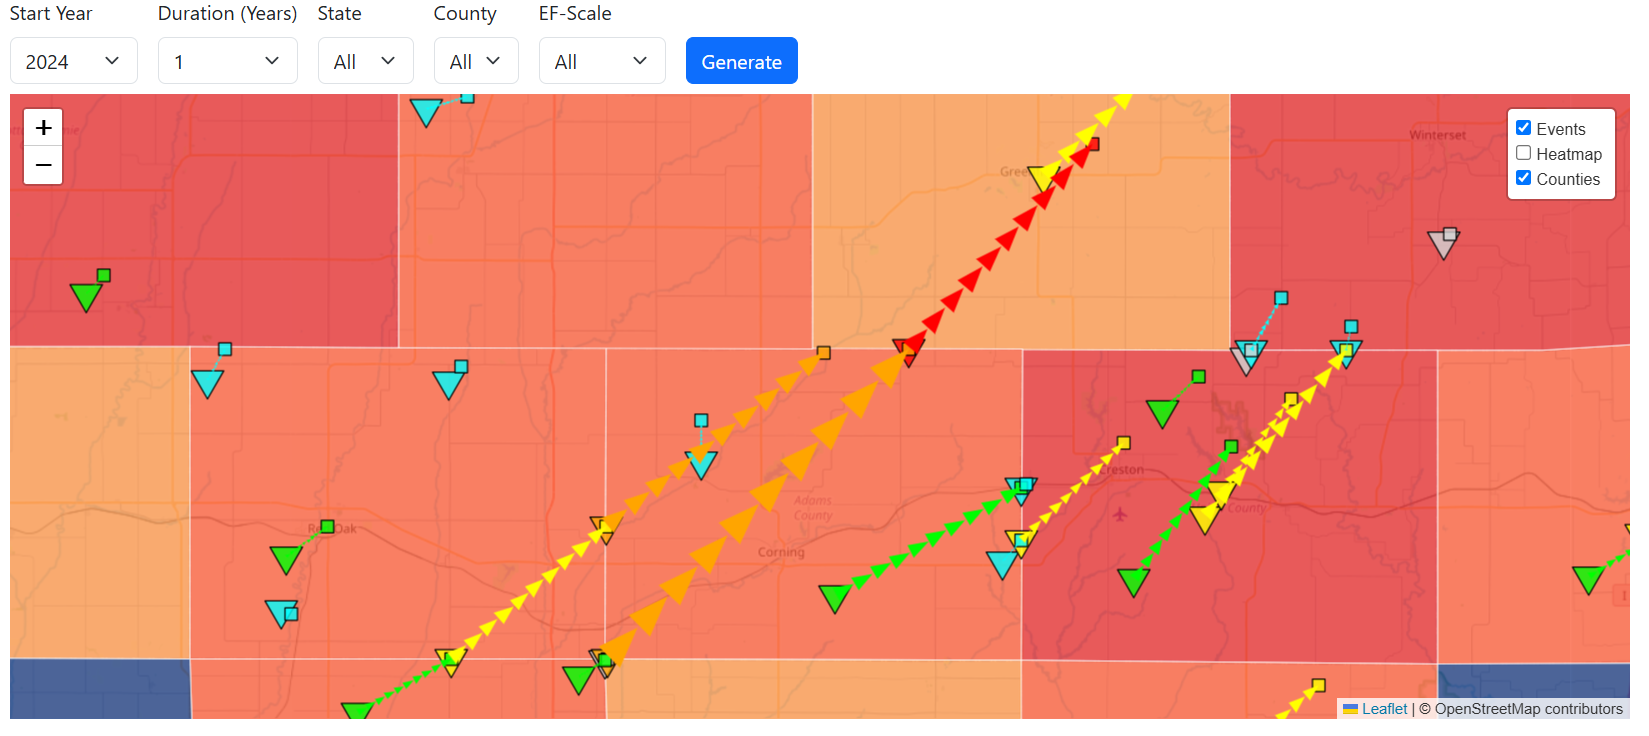 Start Year
Duration (Years)
State
County
EF-Scale
2024
1
All
All
All
Generate
+
−
Events
Heatmap
Counties
Winterset
Gree
Creston
County
Adams
County
Corning
Red Oak
Leaflet | © OpenStreetMap contributors